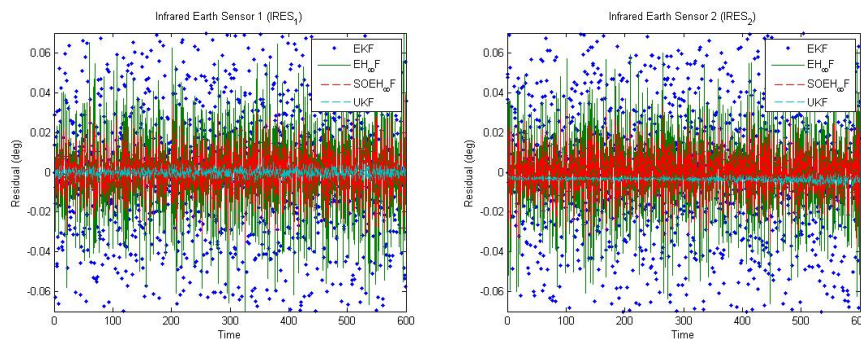 Infrared Earth Sensor 1 (IRES₁)
Residual (deg)
0.06
0.04
0.02
0
-0.02
-0.04
-0.06
0 100 200 300 400 500 600
Time
EKF
EH∞F
SOEH∞F
UKF
Infrared Earth Sensor 2 (IRES₂)
Residual (deg)
0.06
0.04
0.02
0
-0.02
-0.04
-0.06
0 100 200 300 400 500 600
Time
EKF
EH∞F
SOEH∞F
UKF